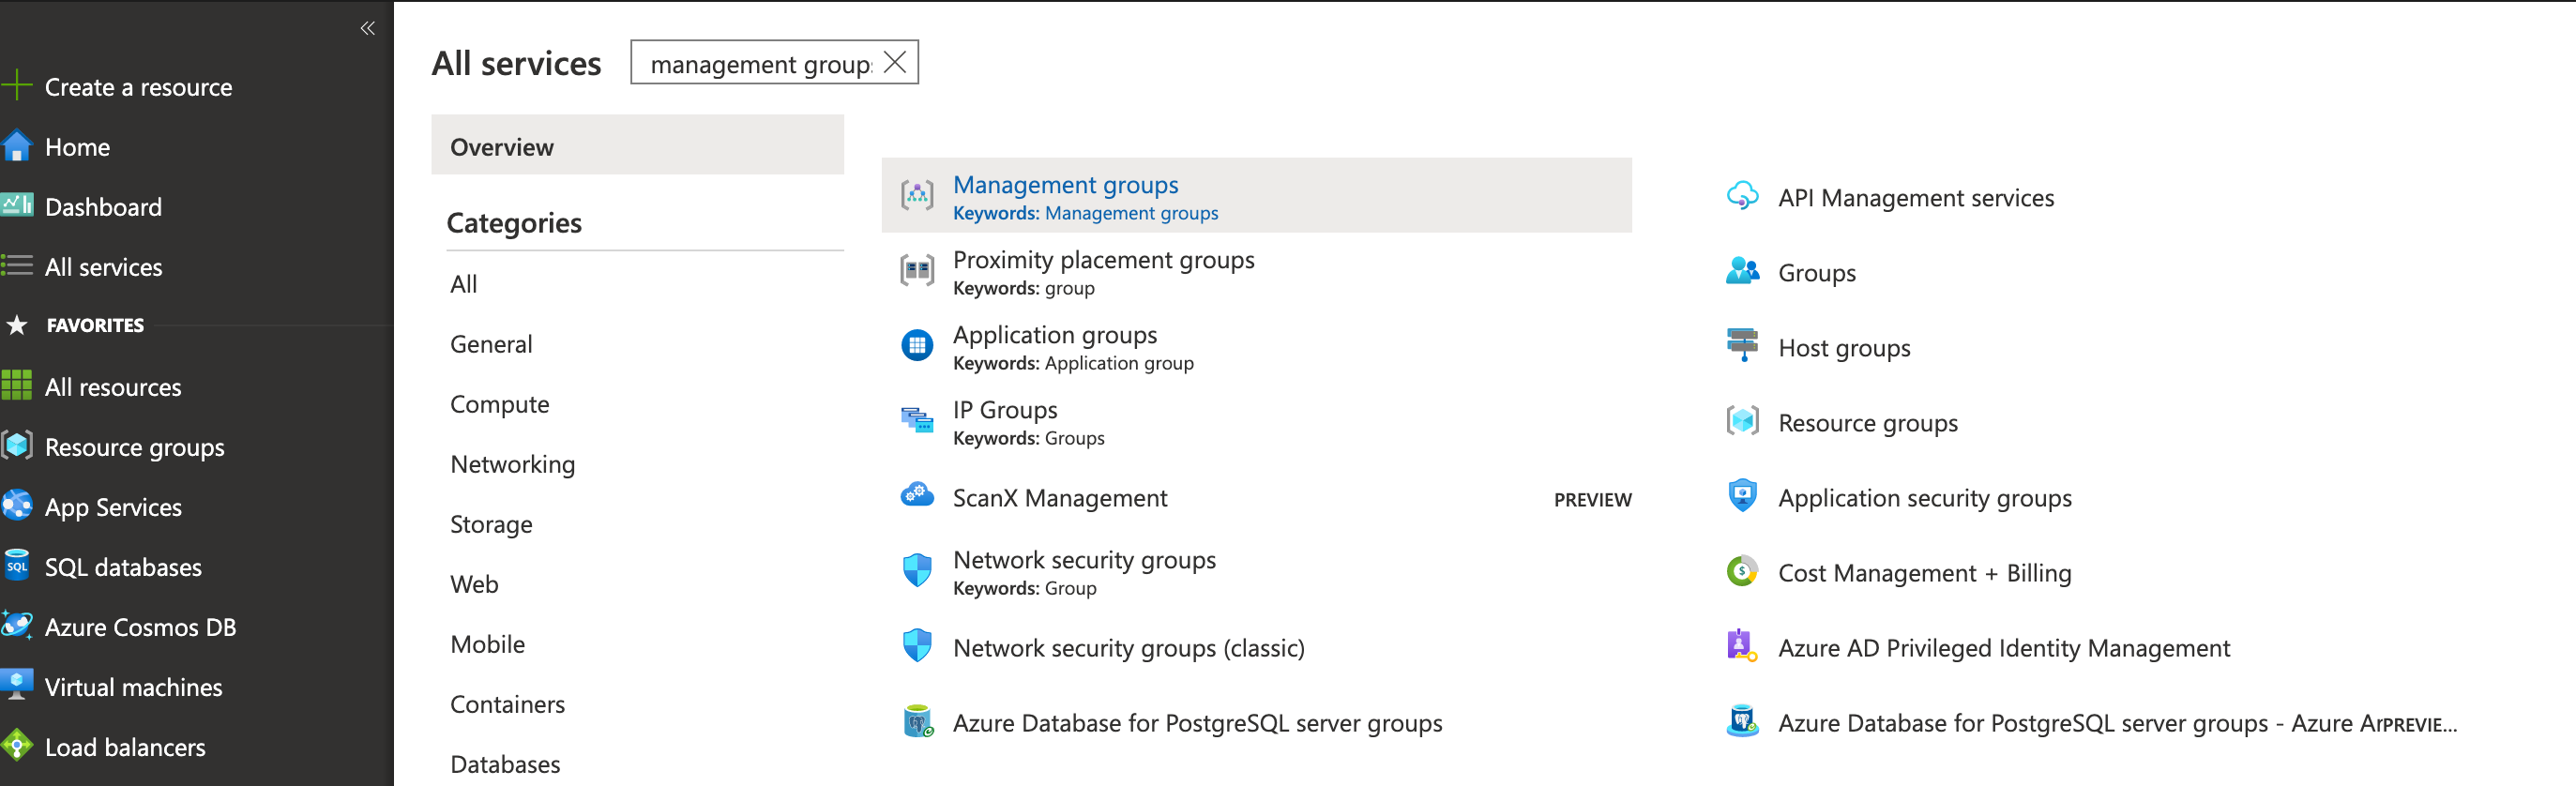 Create a resource
Home
Dashboard
All services
FAVORITES
All resources
Resource groups
App Services
SQL
SQL databases
Azure Cosmos DB
Virtual machines
Load balancers
All services
management group
Overview
Categories
All
General
Compute
Networking
Storage
Web
Mobile
Containers
Databases
Management groups
Keywords: Management groups
Proximity placement groups
Keywords: group
Application groups
Keywords: Application group
IP Groups
Keywords: Groups
ScanX Management PREVIEW
Network security groups
Keywords: Group
Network security groups (classic)
Azure Database for PostgreSQL server groups
API Management services
Groups
Host groups
Resource groups
Application security groups
Cost Management + Billing
Azure AD Privileged Identity Management
Azure Database for PostgreSQL server groups - Azure Ar PREVIE...